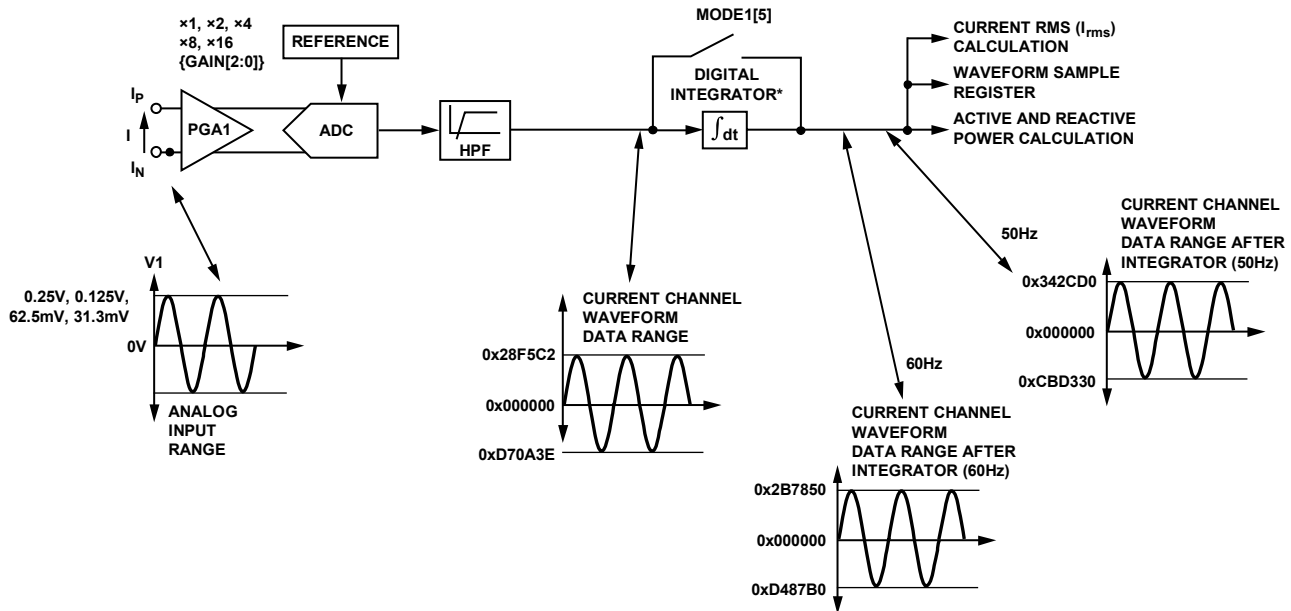 ×1, ×2, ×4
×8, ×16
{GAIN[2:0]}
REFERENCE
MODE1[5]
CURRENT RMS (Irms)
CALCULATION
WAVEFORM SAMPLE
REGISTER
ACTIVE AND REACTIVE
POWER CALCULATION
DIGITAL
INTEGRATOR*
IP
I
IN
PGA1
ADC
HPF
∫dt
50Hz
60Hz
V1
0.25V, 0.125V,
62.5mV, 31.3mV
0V
ANALOG
INPUT
RANGE
CURRENT CHANNEL
WAVEFORM
DATA RANGE
0x28F5C2
0x000000
0xD70A3E
CURRENT CHANNEL
WAVEFORM
DATA RANGE AFTER
INTEGRATOR (60Hz)
0x2B7850
0x000000
0xD487B0
CURRENT CHANNEL
WAVEFORM
DATA RANGE AFTER
INTEGRATOR (50Hz)
0x342CD0
0x000000
0xCBD330